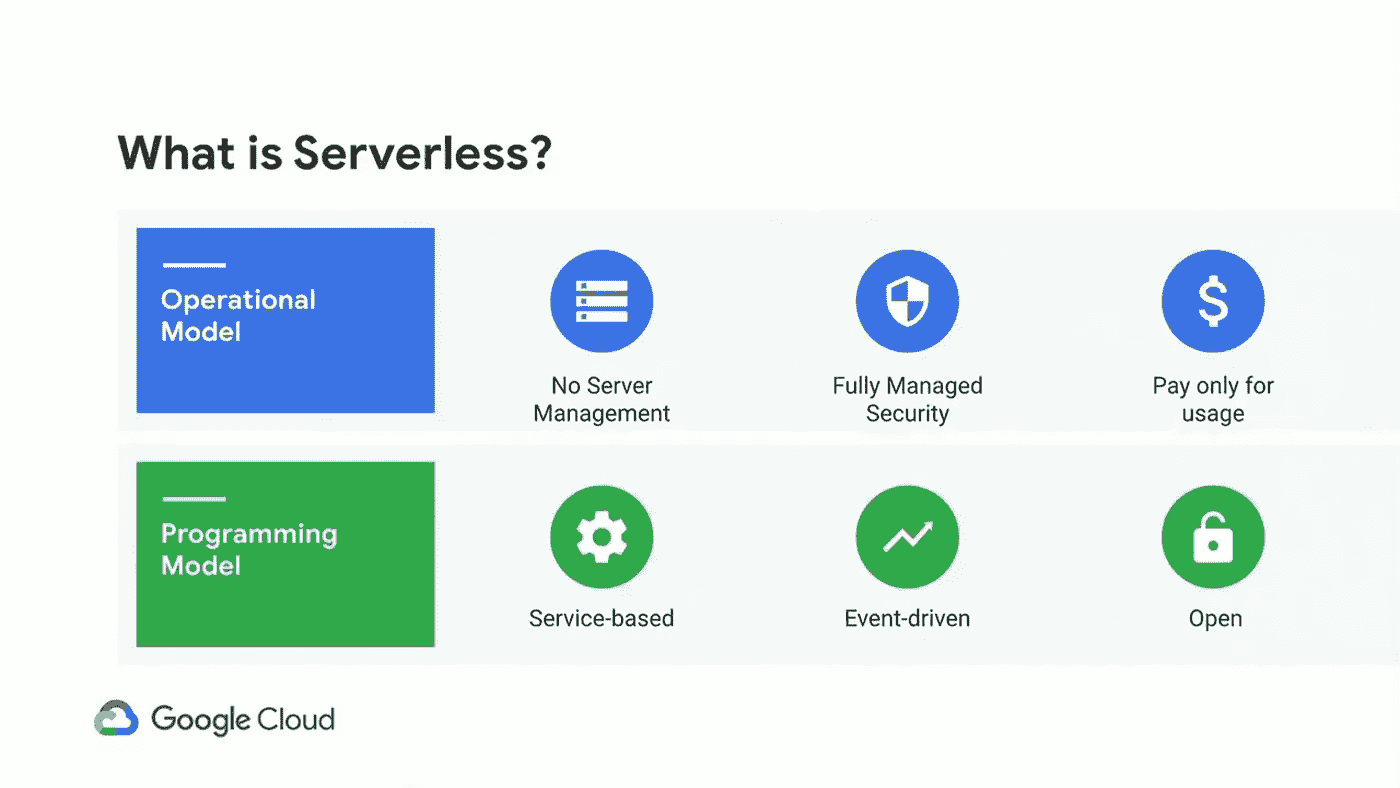 What is Serverless?
Operational
Model
No Server
Management
Fully Managed
Security
Pay only for
usage
Programming
Model
Service-based
Event-driven
Open
Google Cloud